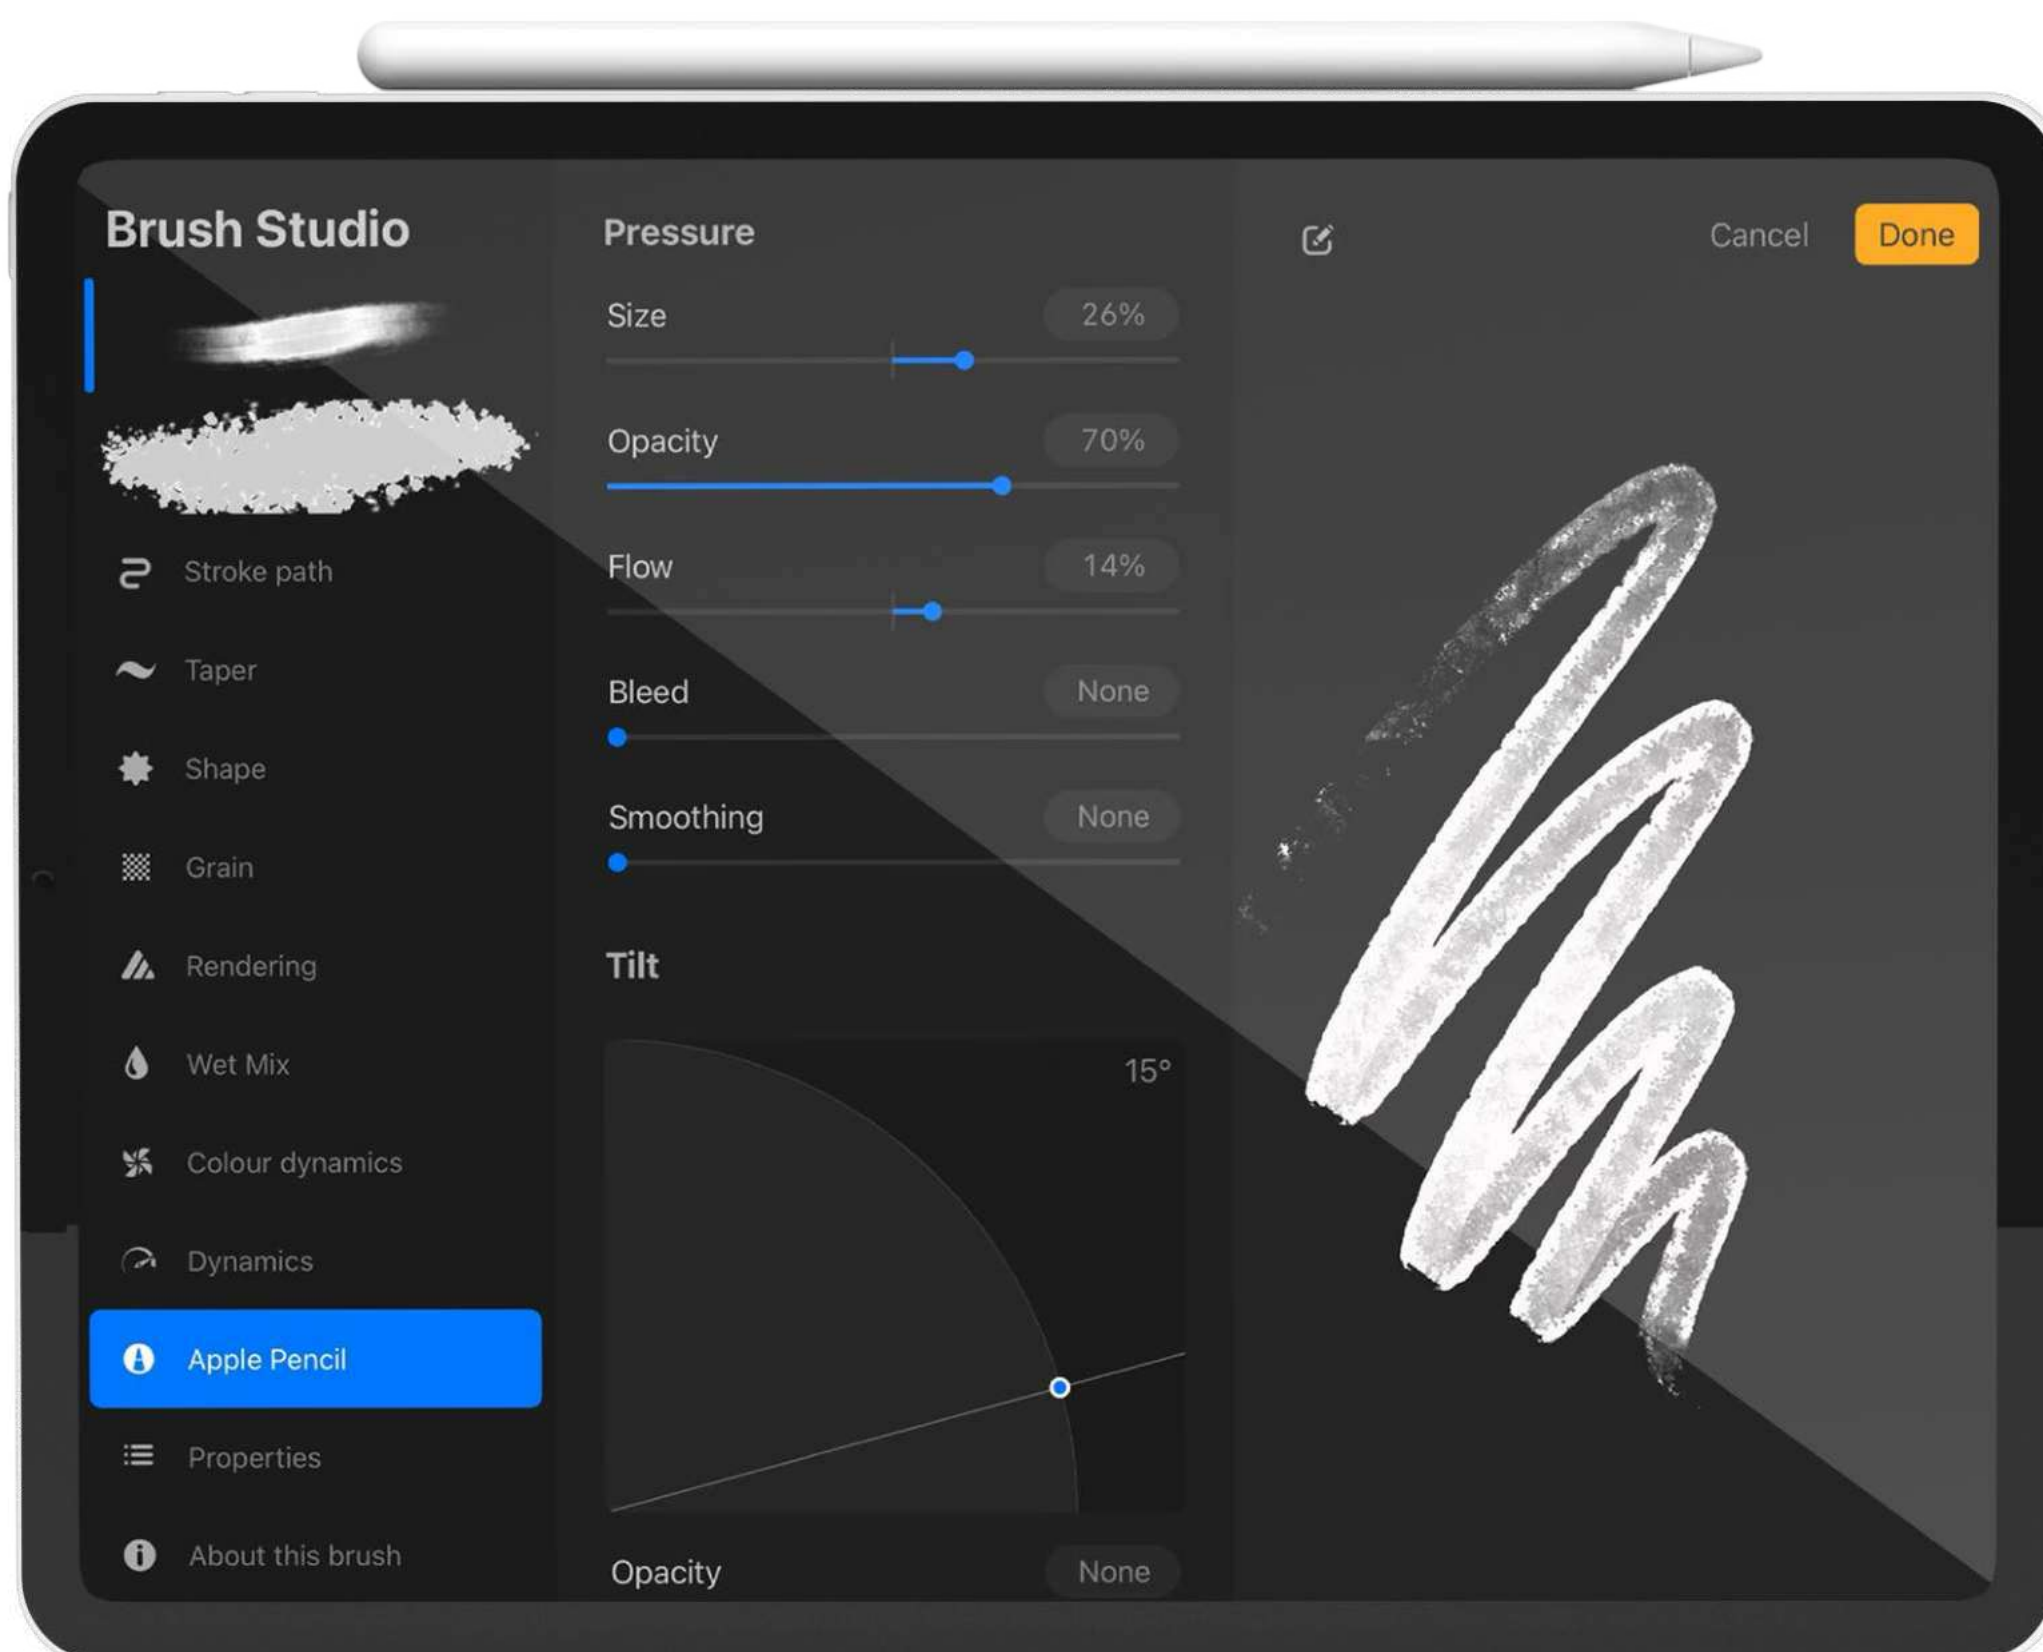 Brush Studio
Stroke path
Taper
Shape
Grain
Rendering
Wet Mix
Colour dynamics
Dynamics
Apple Pencil
Properties
About this brush
Pressure
Size 26%
Opacity 70%
Flow 14%
Bleed None
Smoothing None
Tilt
15°
Opacity None
Cancel Done